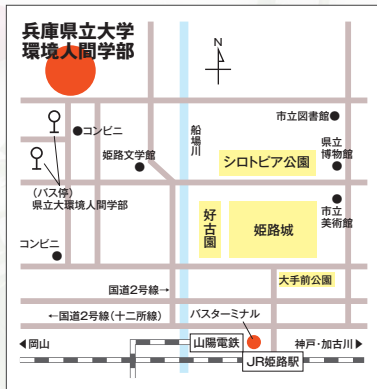 兵庫県立大学
環境人間学部
N
コンビニ
市立図書館
船場川
県立
博物館
姫路文学館
シロトピア公園
(バス停)
県立大環境人間学部
市立
美術館
好古園
姫路城
コンビニ
大手前公園
国道2号線→
←国道2号線(十二所線)
バスターミナル
◀岡山
山陽電鉄
神戸・加古川▶
JR姫路駅